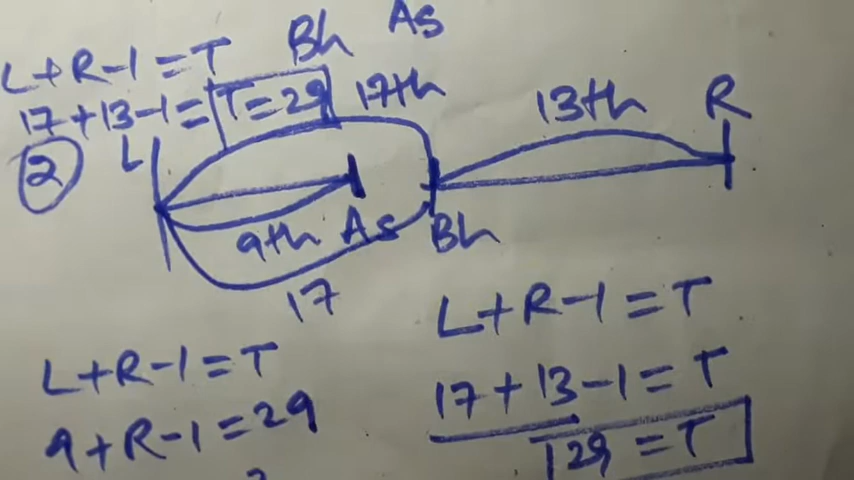 Bh As
L+R-1=T
17+13-1=T=29
17th
13th
R
②
L
9th As
Bh
17
L+R-1=T
L+R-1=T
17+13-1=T
9+R-1=29
29=T